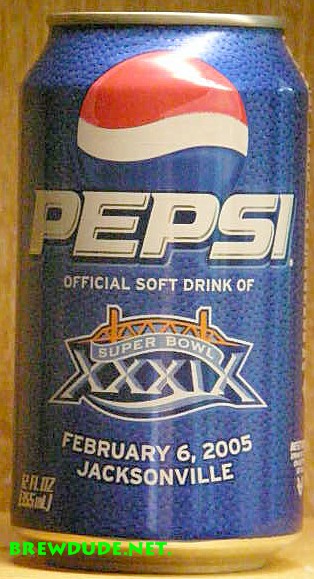 PEPSI
OFFICIAL SOFT DRINK OF
SUPER BOWL
XXXIX
FEBRUARY 6, 2005
JACKSONVILLE
12 FL OZ
(355 mL)
BREWDUDE.NET